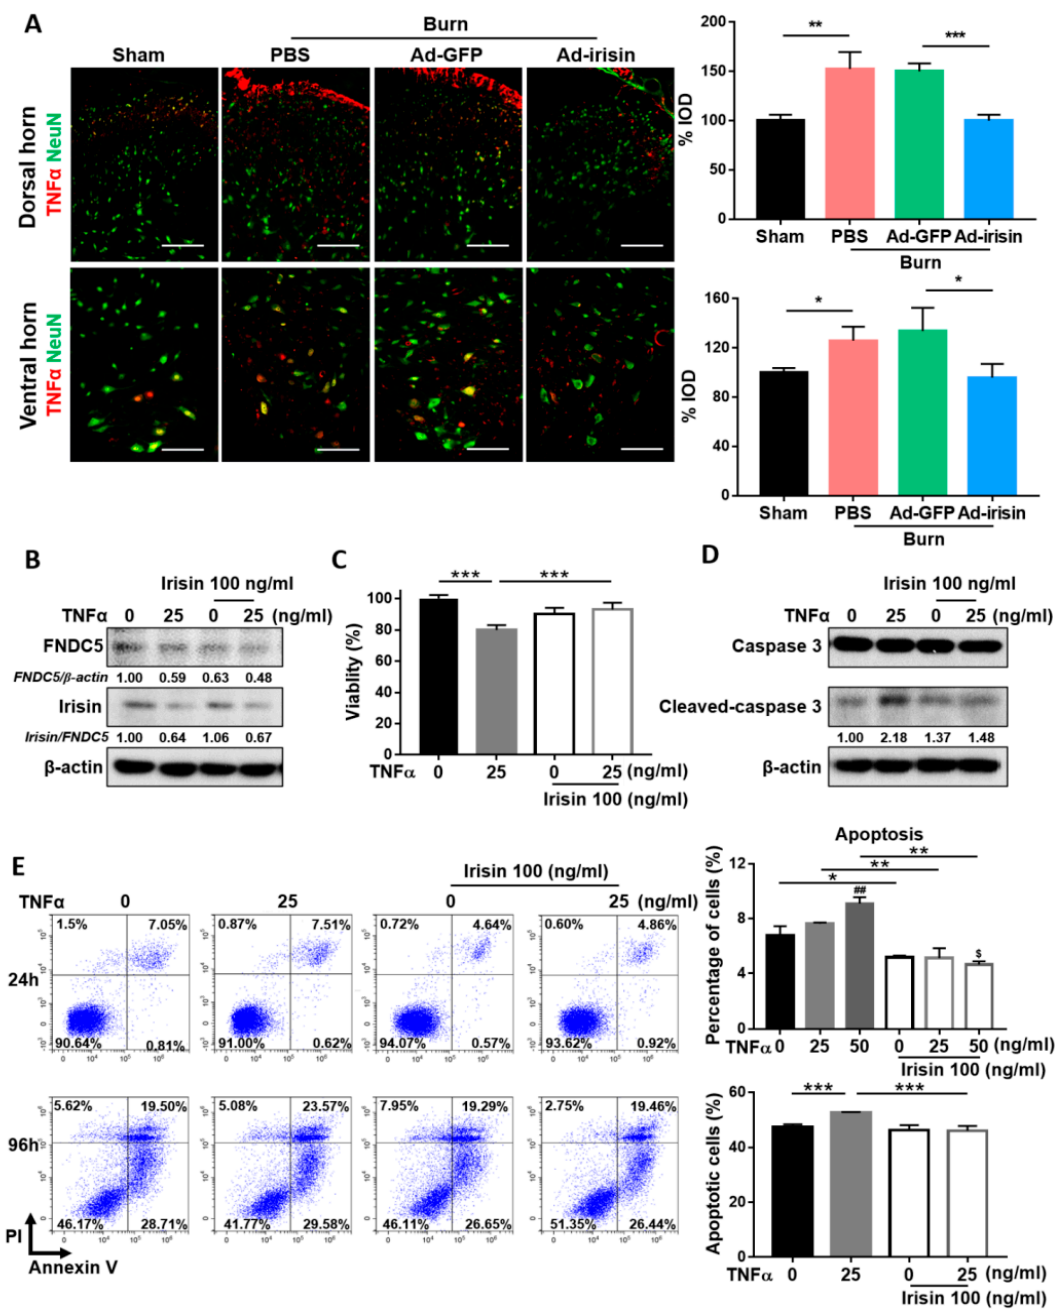 A
Burn
Sham PBS Ad-GFP Ad-irisin
Dorsal horn
TNFα NeuN
Ventral horn
TNFα NeuN
200
150
100
50
0
% IOD
** ***
Sham PBS Ad-GFP Ad-irisin
Burn
160
120
80
40
0
% IOD
* *
Sham PBS Ad-GFP Ad-irisin
Burn
B
Irisin 100 ng/ml
TNFα 0 25 0 25 (ng/ml)
FNDC5
FNDC5/β-actin 1.00 0.59 0.63 0.48
Irisin
Irisin/FNDC5 1.00 0.64 1.06 0.67
β-actin
C
*** ***
100
80
60
40
20
0
Viablity (%)
TNFα 0 25 0 25 (ng/ml)
Irisin 100 (ng/ml)
D
Irisin 100 ng/ml
TNFα 0 25 0 25 (ng/ml)
Caspase 3
Cleaved-caspase 3
1.00 2.18 1.37 1.48
β-actin
E
Irisin 100 (ng/ml)
TNFα 0 25 0 25 (ng/ml)
24h
1.5% 7.05% 0.87% 7.51% 0.72% 4.64% 0.60% 4.86%
90.64% 0.81% 91.00% 0.62% 94.07% 0.57% 93.62% 0.92%
96h
5.62% 19.50% 5.08% 23.57% 7.95% 19.29% 2.75% 19.46%
46.17% 28.71% 41.77% 29.58% 46.11% 26.65% 51.35% 26.44%
PI
Annexin V
Apoptosis
12
8
4
0
Percentage of cells (%)
**
**
*
##
$
TNFα 0 25 50 0 25 50 (ng/ml)
Irisin 100 (ng/ml)
60
40
20
0
Apoptotic cells (%)
*** ***
TNFα 0 25 0 25 (ng/ml)
Irisin 100 (ng/ml)